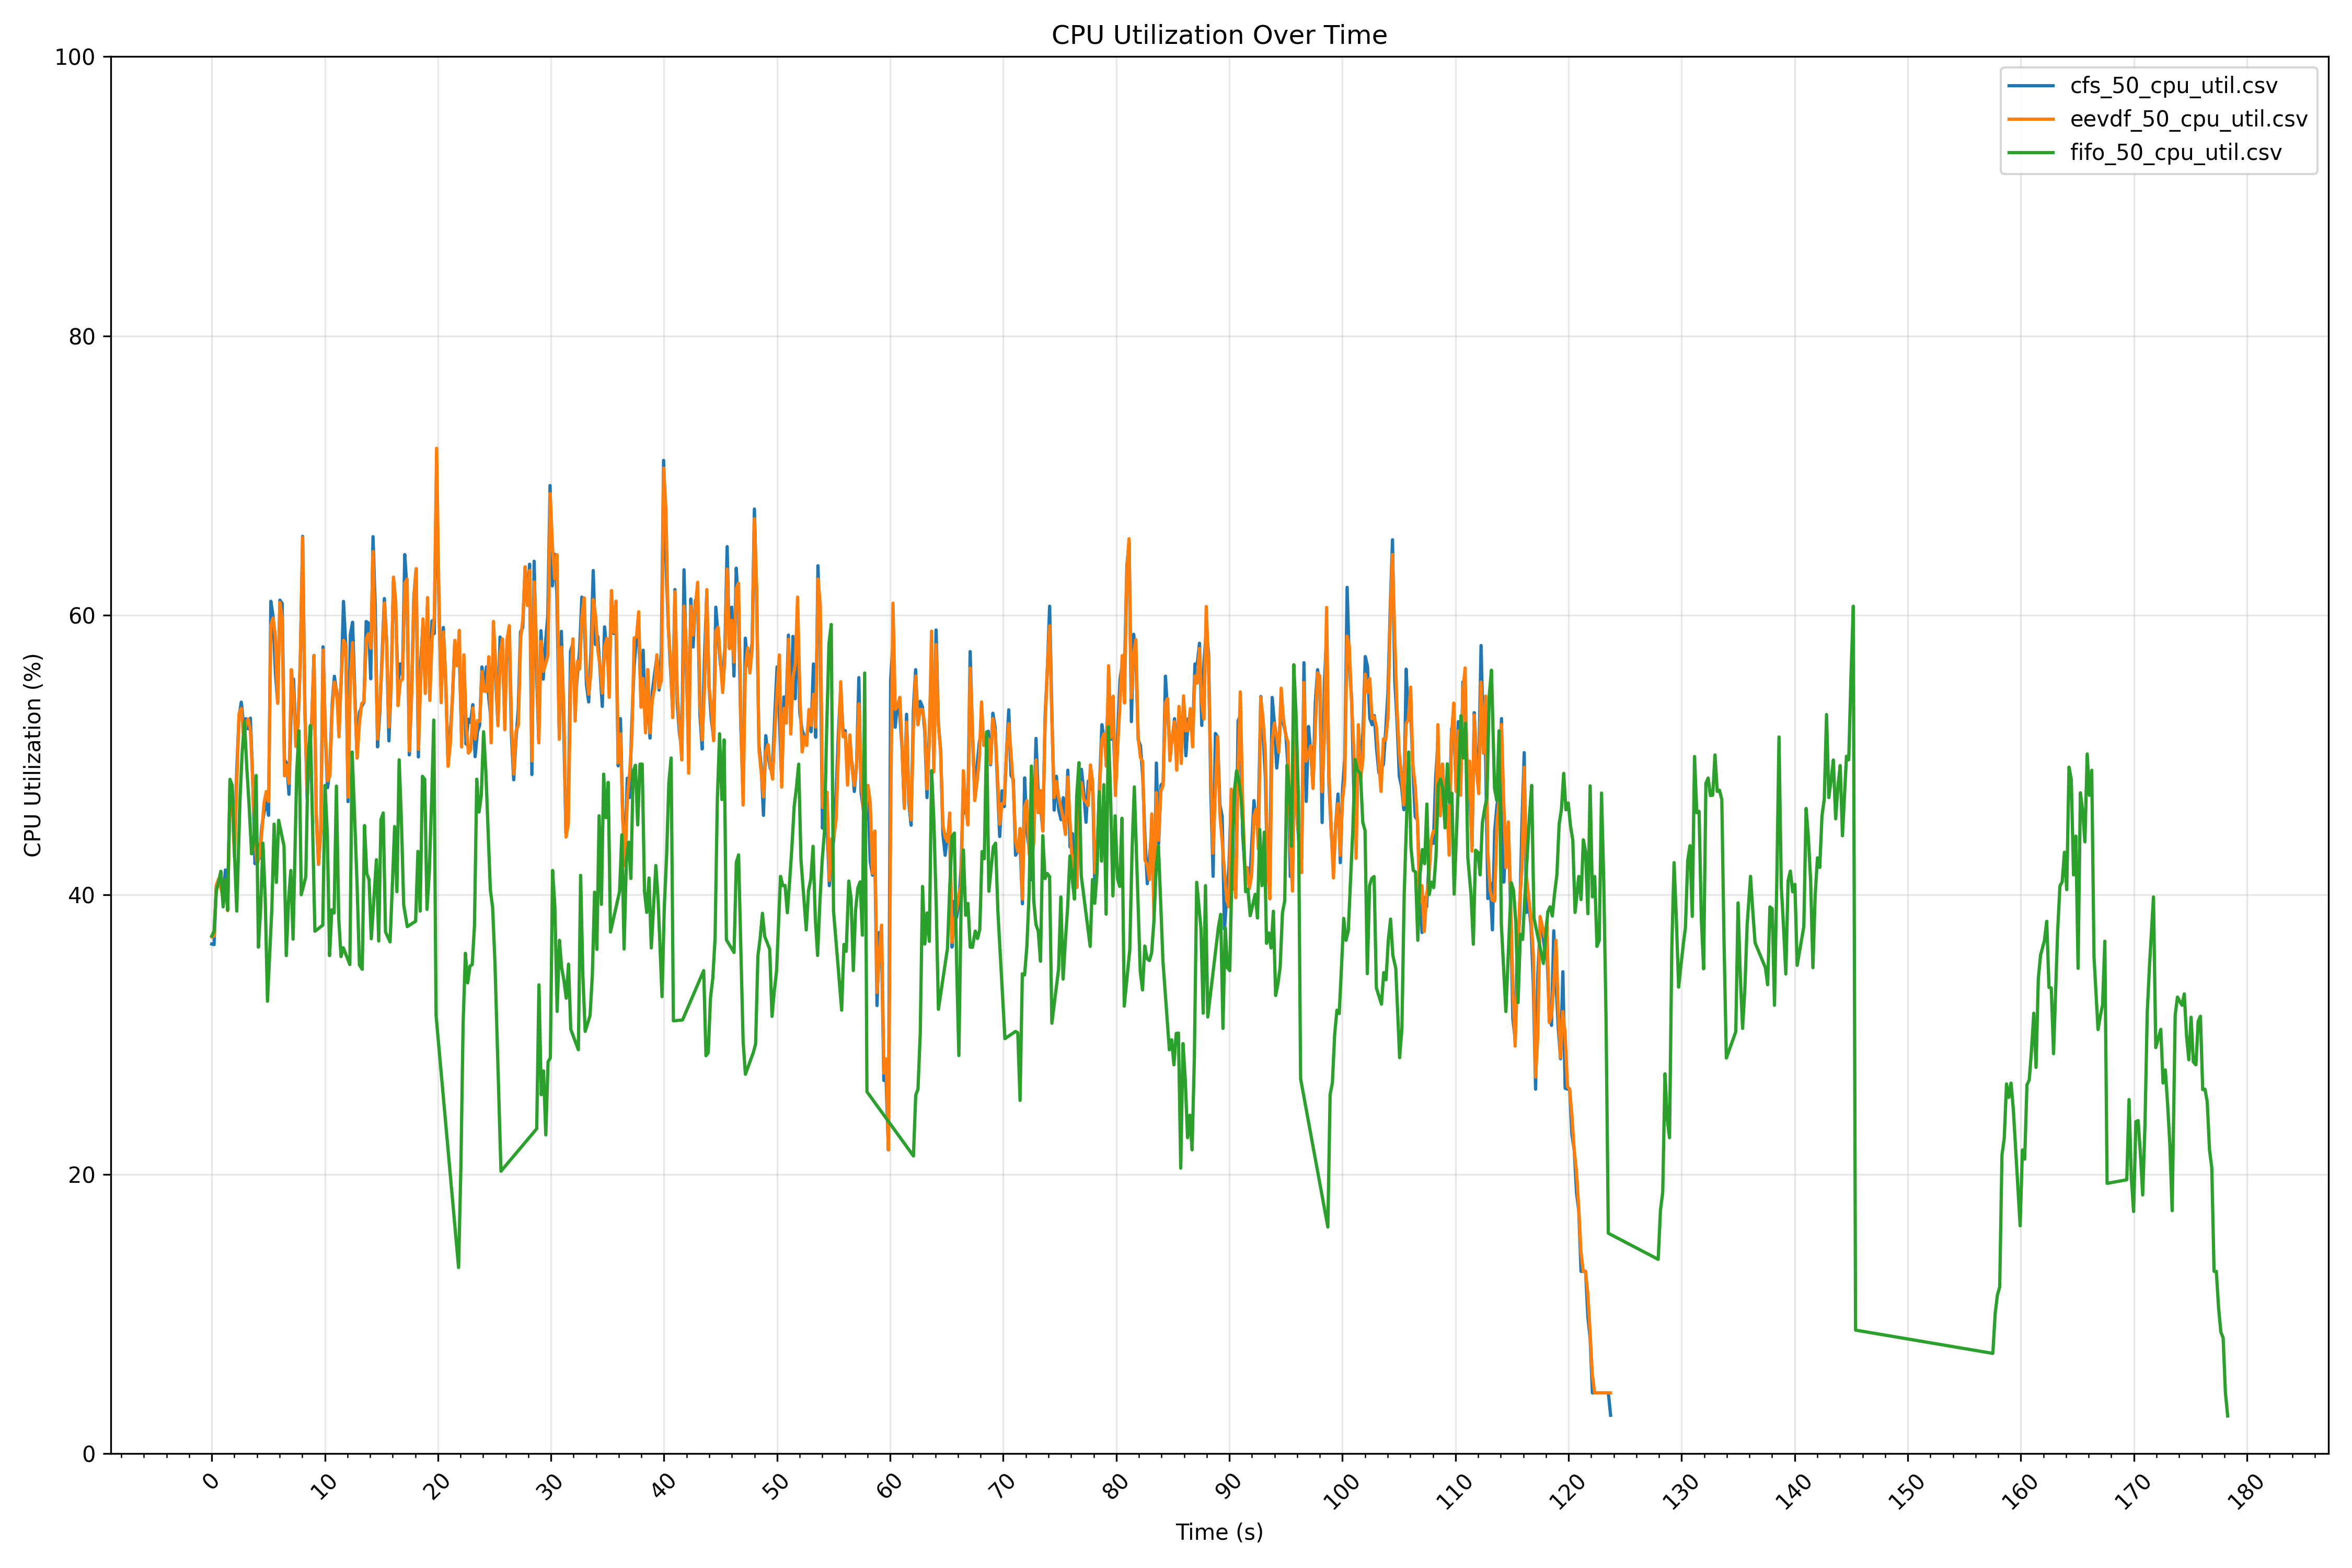 CPU Utilization Over Time
cfs_50_cpu_util.csv
eevdf_50_cpu_util.csv
fifo_50_cpu_util.csv
CPU Utilization (%)
100
80
60
40
20
0
0 10 20 30 40 50 60 70 80 90 100 110 120 130 140 150 160 170 180
Time (s)